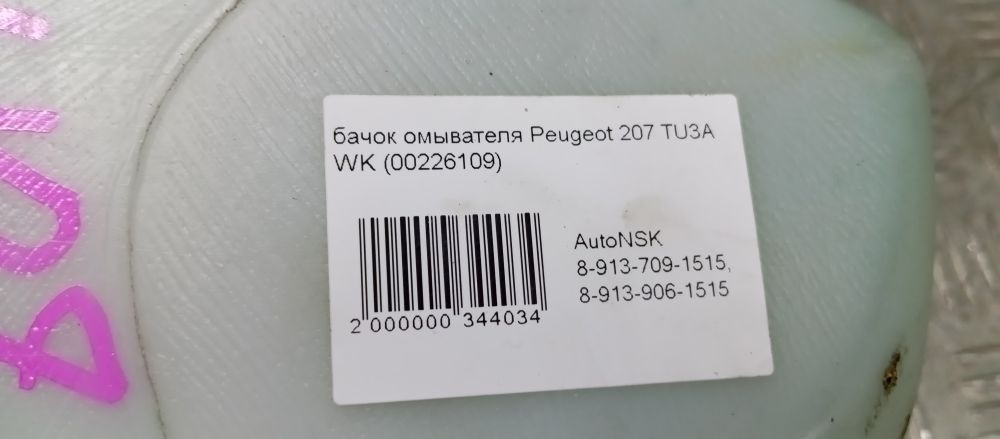 бачок омывателя Peugeot 207 TU3A
WK (00226109)
AutoNSK
8-913-709-1515,
8-913-906-1515
2 000000 344034